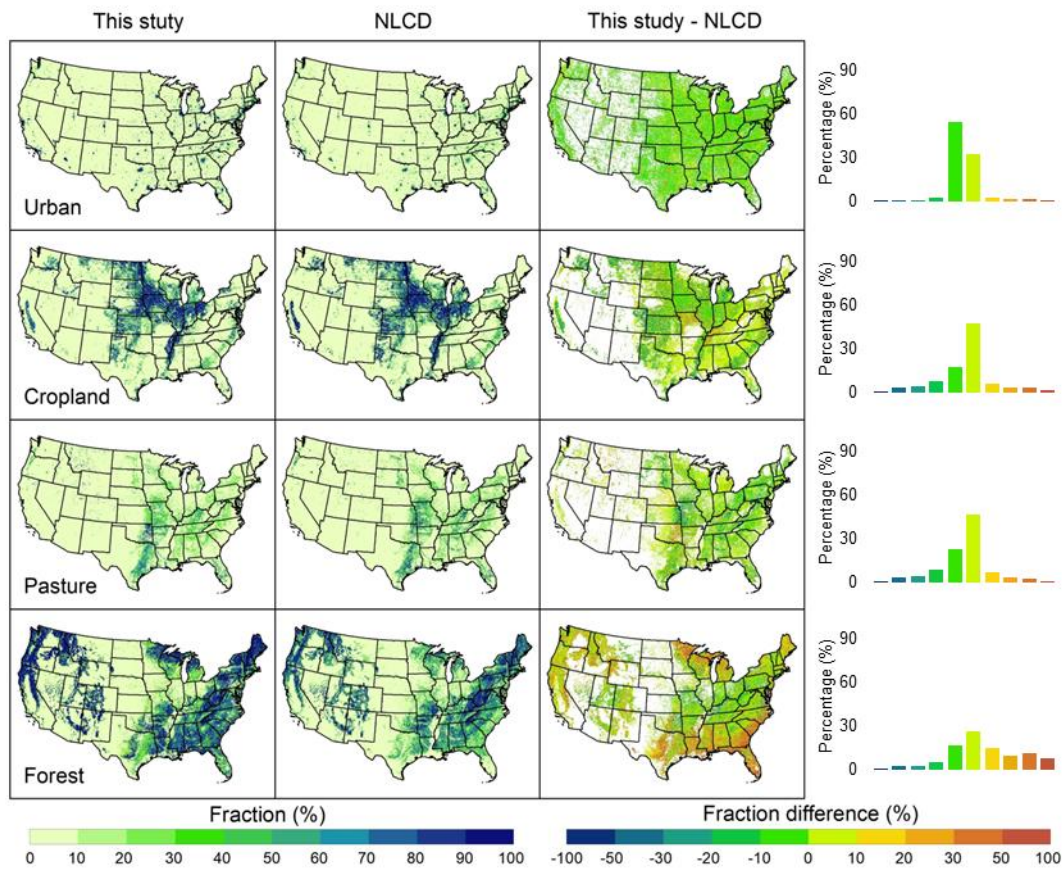 This stuty
NLCD
This study - NLCD
Urban
Percentage (%)
90
60
30
0
Cropland
Percentage (%)
90
60
30
0
Pasture
Percentage (%)
90
60
30
0
Forest
Percentage (%)
90
60
30
0
Fraction (%)
0 10 20 30 40 50 60 70 80 90 100
Fraction difference (%)
-100 -50 -30 -20 -10 0 10 20 30 50 100